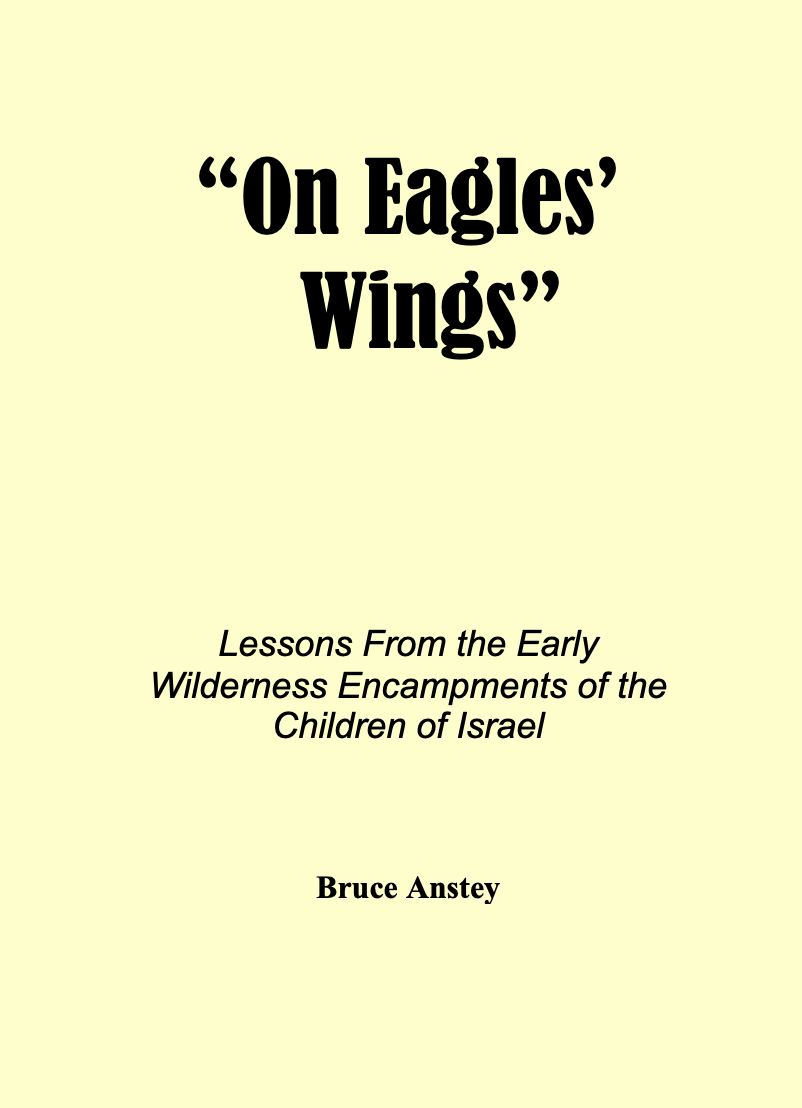 “On Eagles’
Wings”
Lessons From the Early
Wilderness Encampments of the
Children of Israel
Bruce Anstey